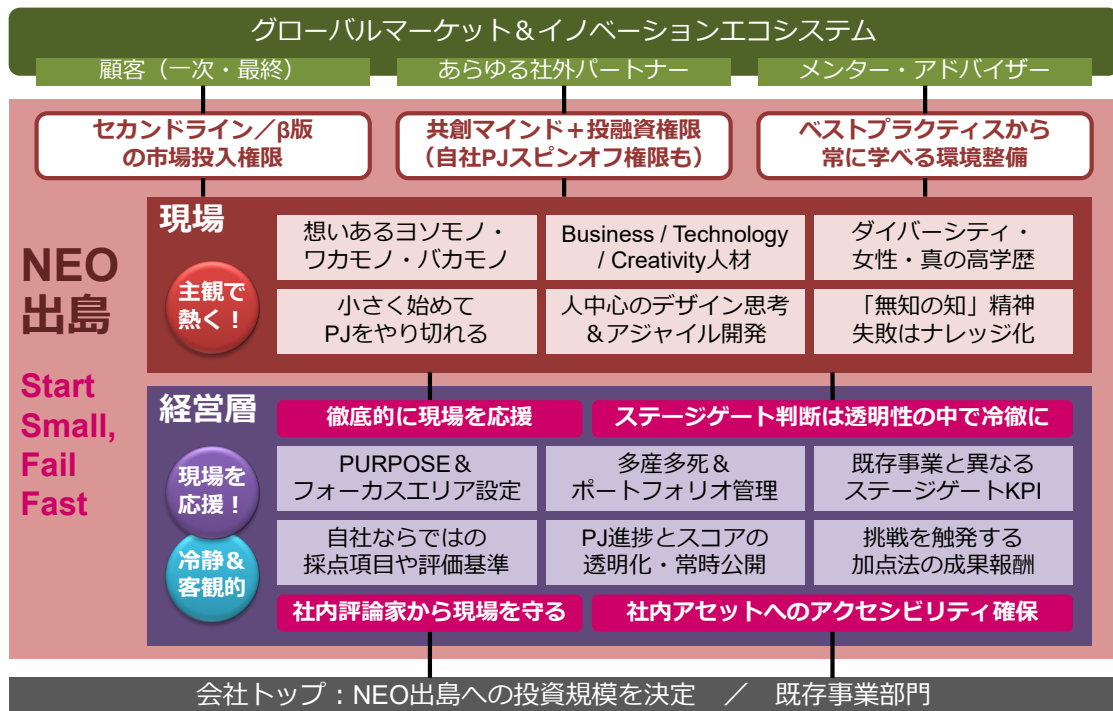 グローバルマーケット＆イノベーションエコシステム
顧客（一次・最終）
あらゆる社外パートナー
メンター・アドバイザー
セカンドライン／β版
の市場投入権限
共創マインド＋投融資権限
（自社PJスピンオフ権限も）
ベストプラクティスから
常に学べる環境整備
NEO
出島
Start
Small,
Fail
Fast
現場
主観で
熱く！
想いあるヨソモノ・
ワカモノ・バカモノ
Business / Technology
/ Creativity人材
ダイバーシティ・
女性・真の高学歴
小さく始めて
PJをやり切れる
人中心のデザイン思考
＆アジャイル開発
「無知の知」精神
失敗はナレッジ化
経営層
現場を
応援！
冷静＆
客観的
徹底的に現場を応援
ステージゲート判断は透明性の中で冷徹に
PURPOSE＆
フォーカスエリア設定
多産多死＆
ポートフォリオ管理
既存事業と異なる
ステージゲートKPI
自社ならではの
採点項目や評価基準
PJ進捗とスコアの
透明化・常時公開
挑戦を触発する
加点法の成果報酬
社内評論家から現場を守る
社内アセットへのアクセシビリティ確保
会社トップ：NEO出島への投資規模を決定　／　既存事業部門